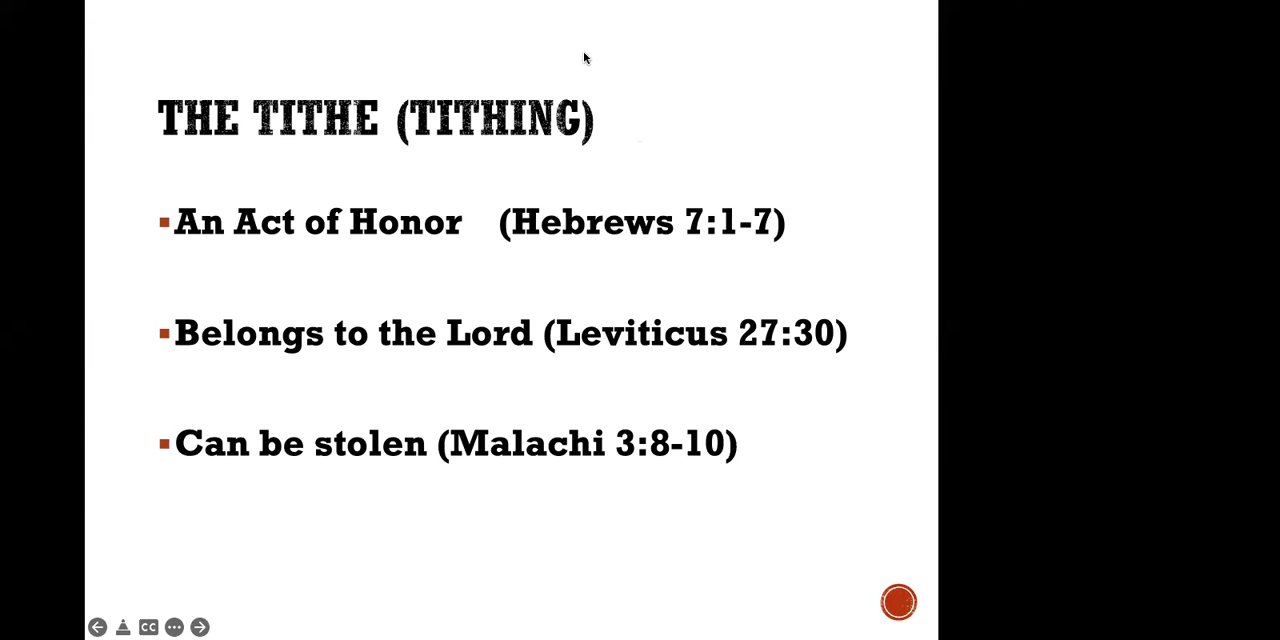 THE TITHE (TITHING)
▪An Act of Honor (Hebrews 7:1-7)
▪Belongs to the Lord (Leviticus 27:30)
▪Can be stolen (Malachi 3:8-10)
CC